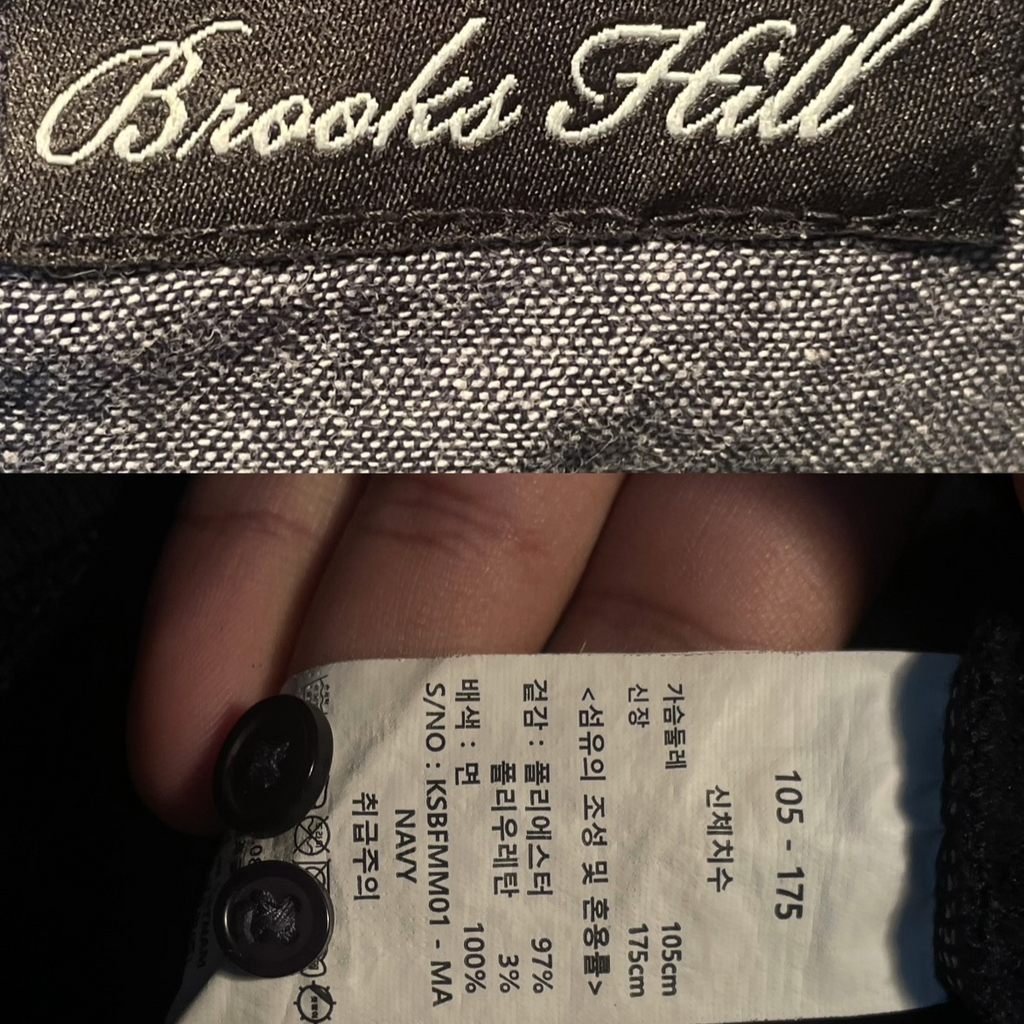 Brooks Hill
105 - 175
신체치수
가슴둘레 105cm
신장 175cm
<섬유의 조성 및 혼용률>
겉감 : 폴리에스터 97%
폴리우레탄 3%
배색 : 면 100%
S/NO : KSBFMM01 - MA
NAVY
취급주의